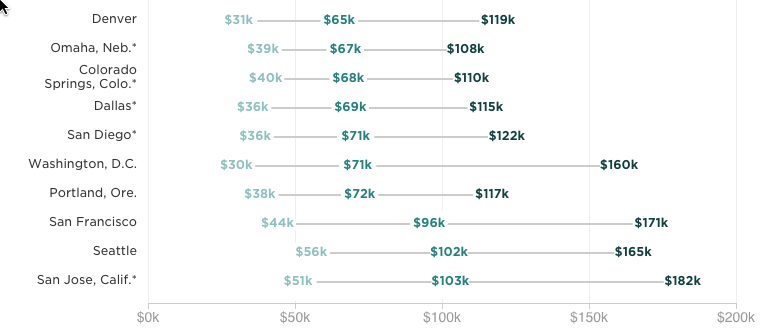 Denver $31k $65k $119k
Omaha, Neb.* $39k $67k $108k
Colorado
Springs, Colo.* $40k $68k $110k
Dallas* $36k $69k $115k
San Diego* $36k $71k $122k
Washington, D.C. $30k $71k $160k
Portland, Ore. $38k $72k $117k
San Francisco $44k $96k $171k
Seattle $56k $102k $165k
San Jose, Calif.* $51k $103k $182k
$0k $50k $100k $150k $200k